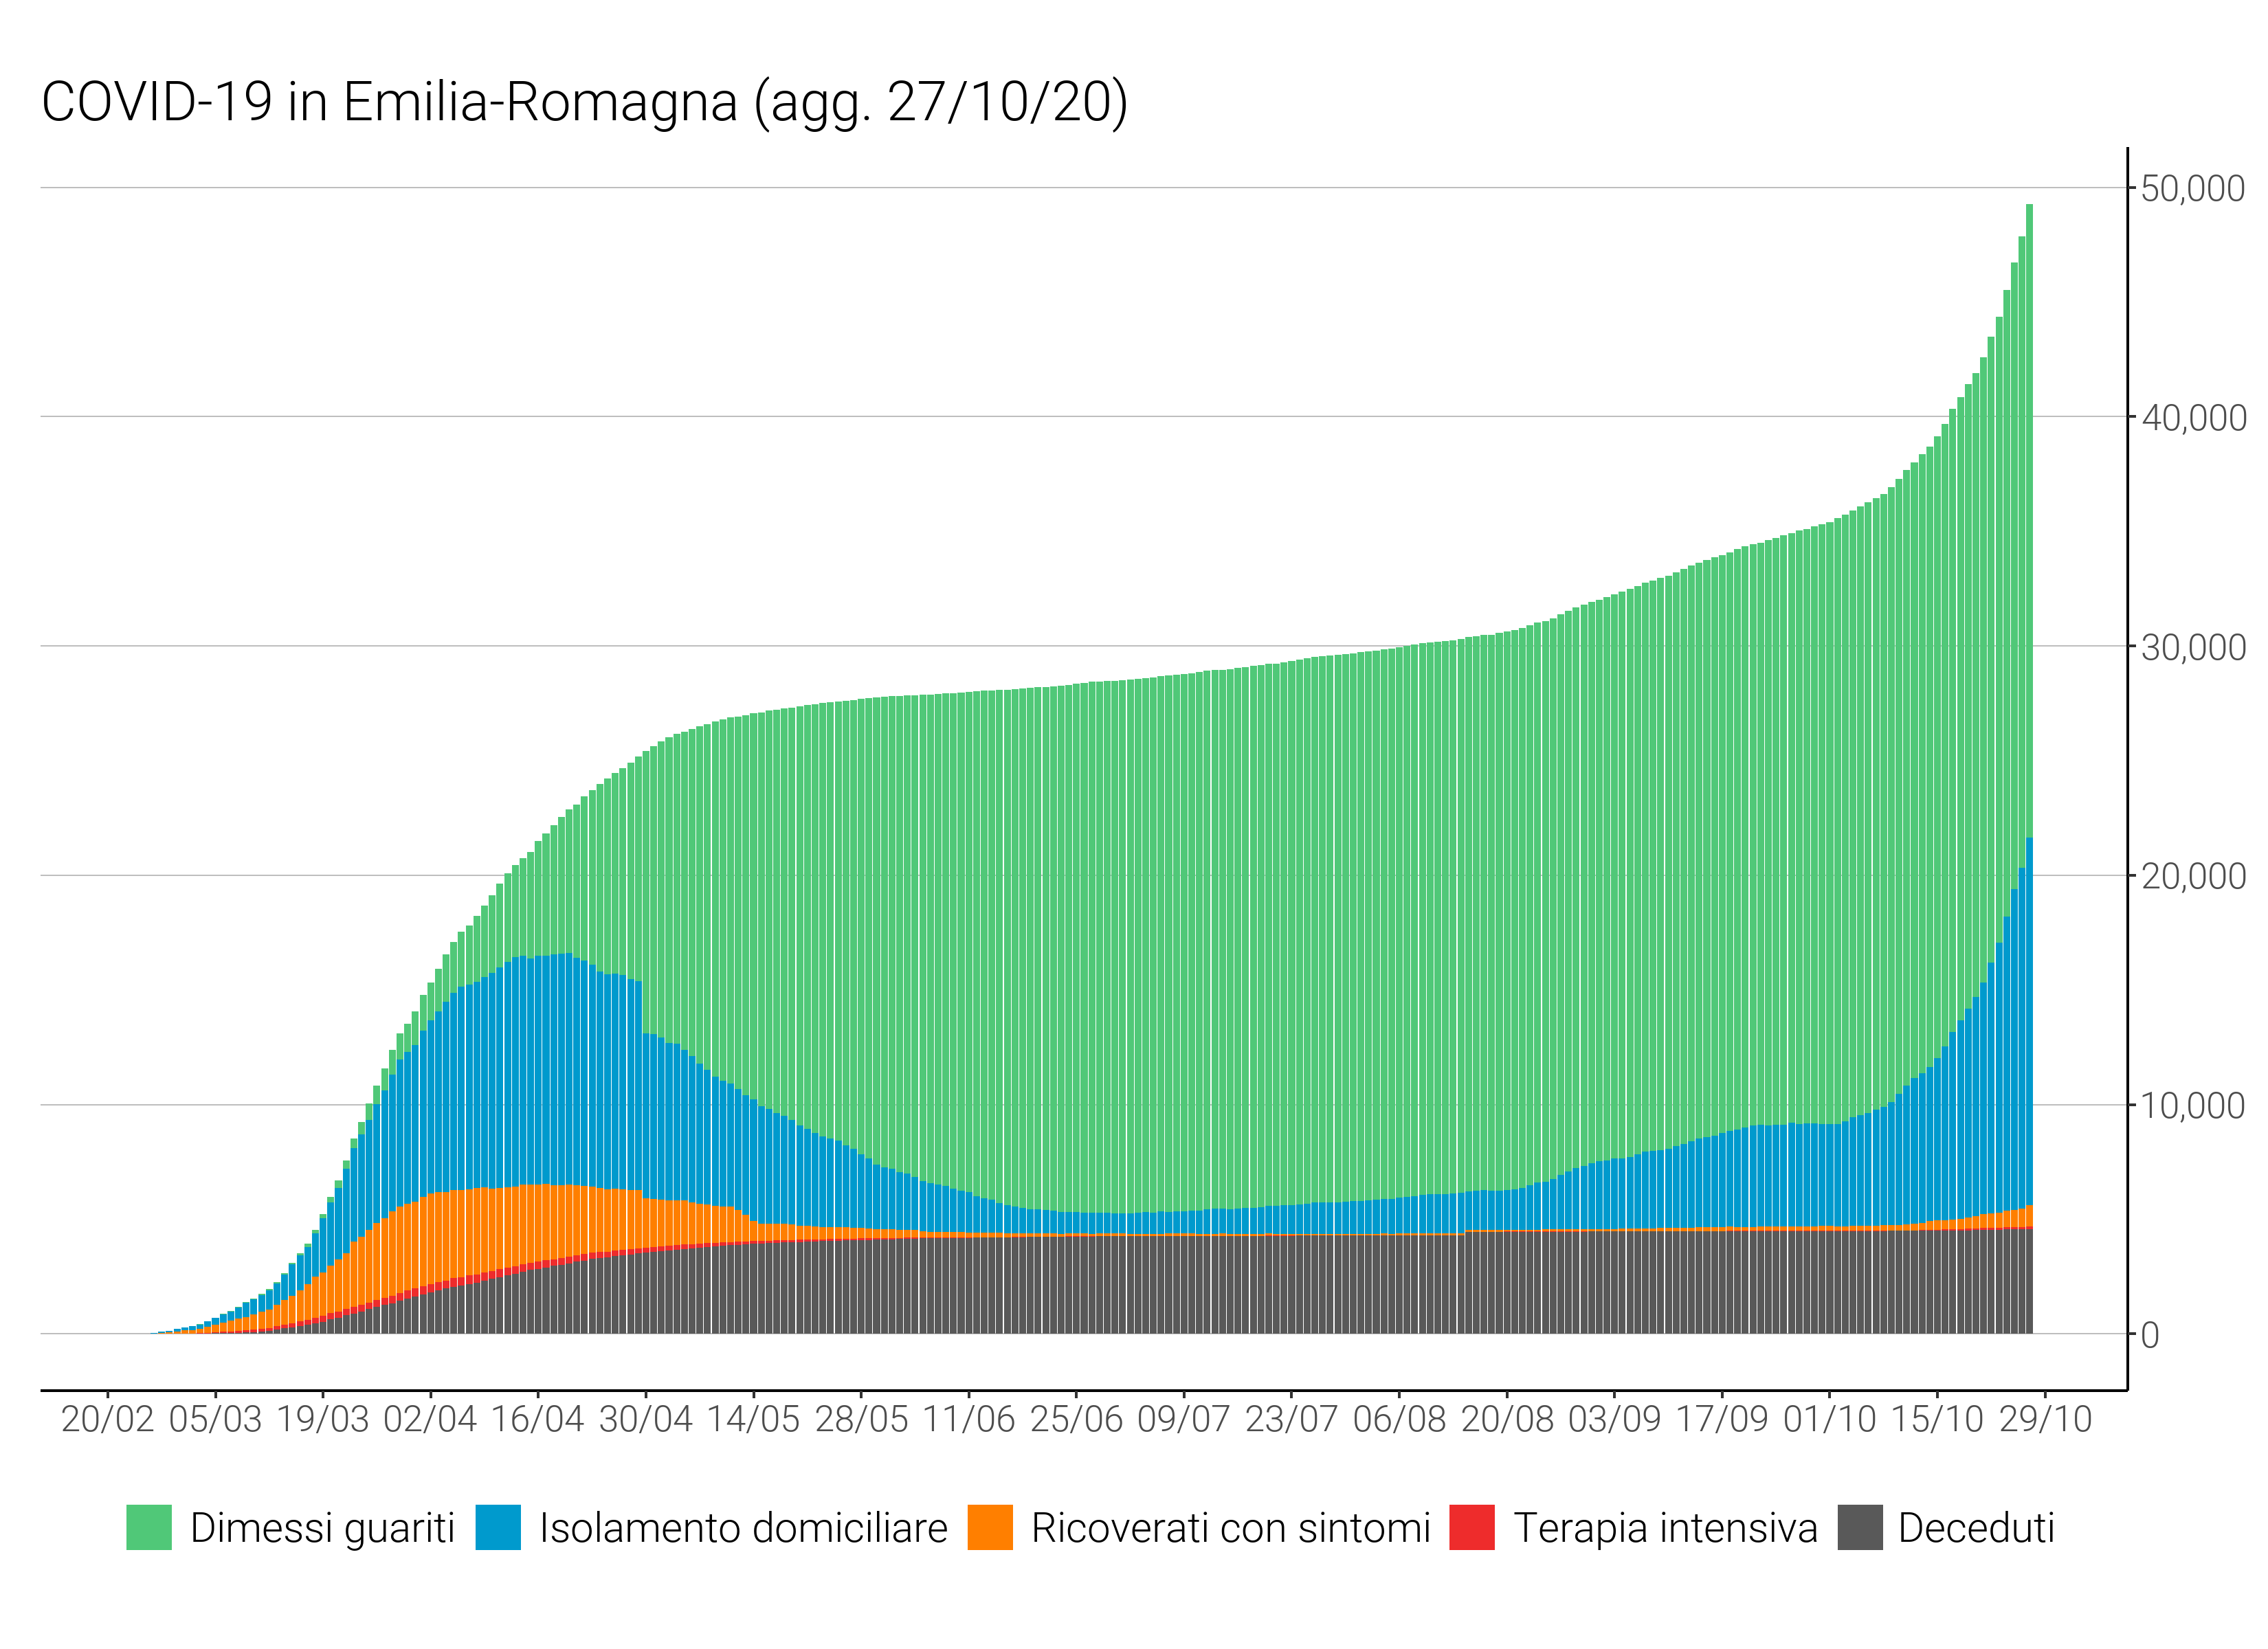 COVID-19 in Emilia-Romagna (agg. 27/10/20)
50,000
40,000
30,000
20,000
10,000
0
20/02 05/03 19/03 02/04 16/04 30/04 14/05 28/05 11/06 25/06 09/07 23/07 06/08 20/08 03/09 17/09 01/10 15/10 29/10
Dimessi guariti Isolamento domiciliare Ricoverati con sintomi Terapia intensiva Deceduti